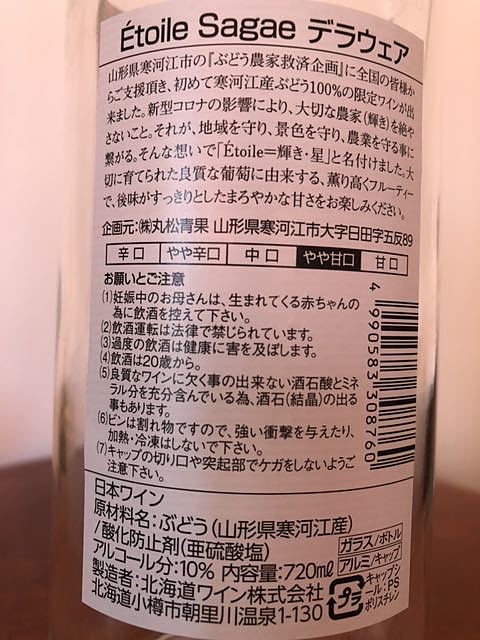 Étoile Sagae デラウェア
山形県寒河江市の『ぶどう農家救済企画』に全国の皆様か
らご支援頂き、初めて寒河江産ぶどう100%の限定ワインが出
来ました。新型コロナの影響により、大切な農家（輝き）を絶や
さないこと。それが、地域を守り、景色を守り、農業を守る事に
繋がる。そんな想いで「Étoile＝輝き・星」と名付けました。大
切に育てられた良質な葡萄に由来する、薫り高くフルーティー
で、後味がすっきりとしたまろやかな甘さをお楽しみください。
企画元:㈱丸松青果 山形県寒河江市大字日田字五反89
辛口 やや辛口 中口 やや甘口 甘口
お願いとご注意
(1)妊娠中のお母さんは、生まれてくる赤ちゃんの
為に飲酒を控えて下さい。
(2)飲酒運転は法律で禁じられています。
(3)過度の飲酒は健康に害を及ぼします。
(4)飲酒は20歳から。
(5)良質なワインに欠く事の出来ない酒石酸とミネ
ラル分を充分含んでいる為、酒石(結晶)の出る
事もあります。
(6)ビンは割れ物ですので、強い衝撃を与えたり、
加熱・冷凍はしないで下さい。
(7)キャップの切り口や突起部でケガをしないようご
注意下さい。
4 990583 308760
日本ワイン
原材料名:ぶどう(山形県寒河江産)
/酸化防止剤(亜硫酸塩)
アルコール分:10% 内容量:720mℓ
製造者:北海道ワイン株式会社
北海道小樽市朝里川温泉1-130
ガラス/ボトル
アルミ/キャップ
プラ
キャップシ
ール:PS
ポリスチレン